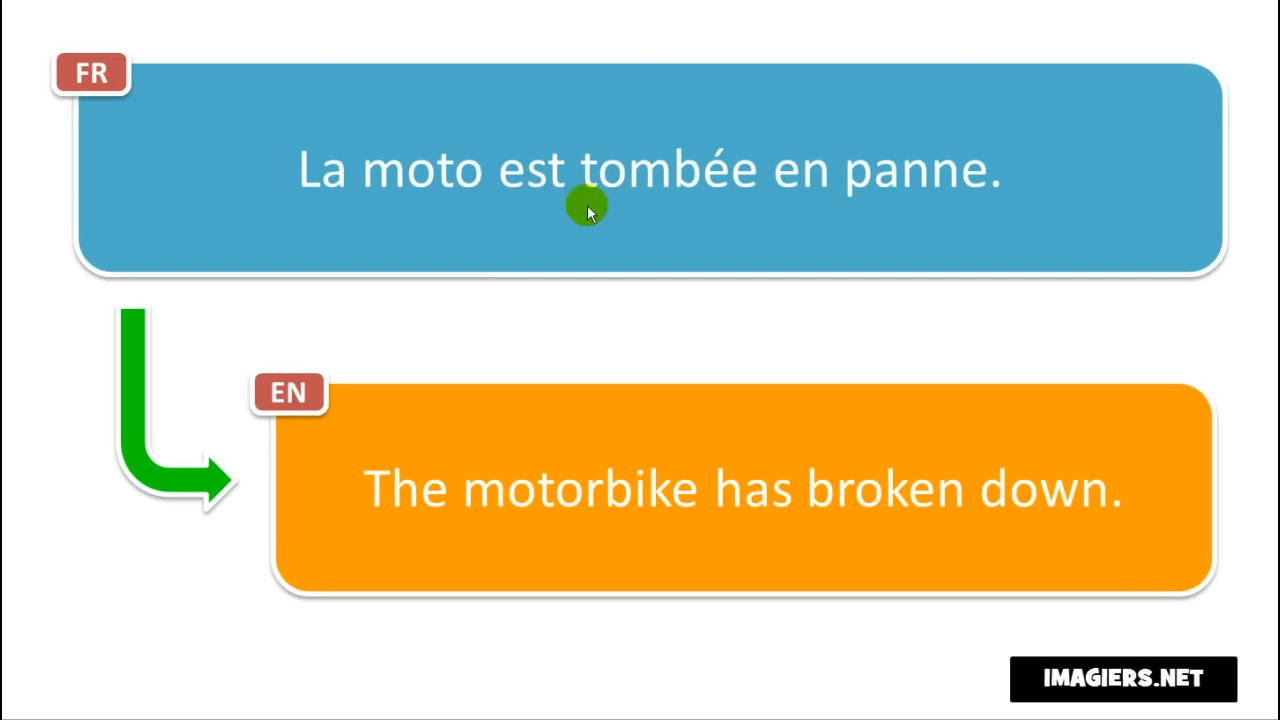 FR
La moto est tombée en panne.
EN
The motorbike has broken down.
IMAGIERS.NET